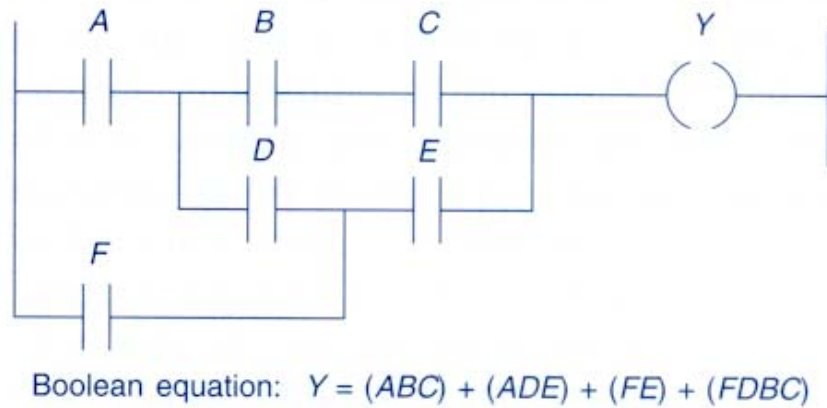 A B C Y
D E
F
Boolean equation: Y = (ABC) + (ADE) + (FE) + (FDBC)